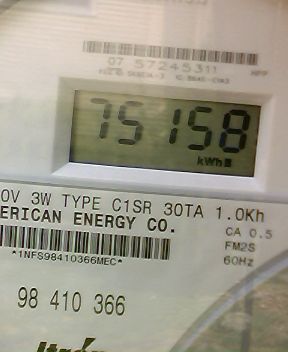 07 57245311
75158
kWh
0V 3W TYPE C1SR 30TA 1.0Kh
ERICAN ENERGY CO.
CA 0.5
FM2S
*1NFS98410366MEC*
60Hz
98 410 366
Itron